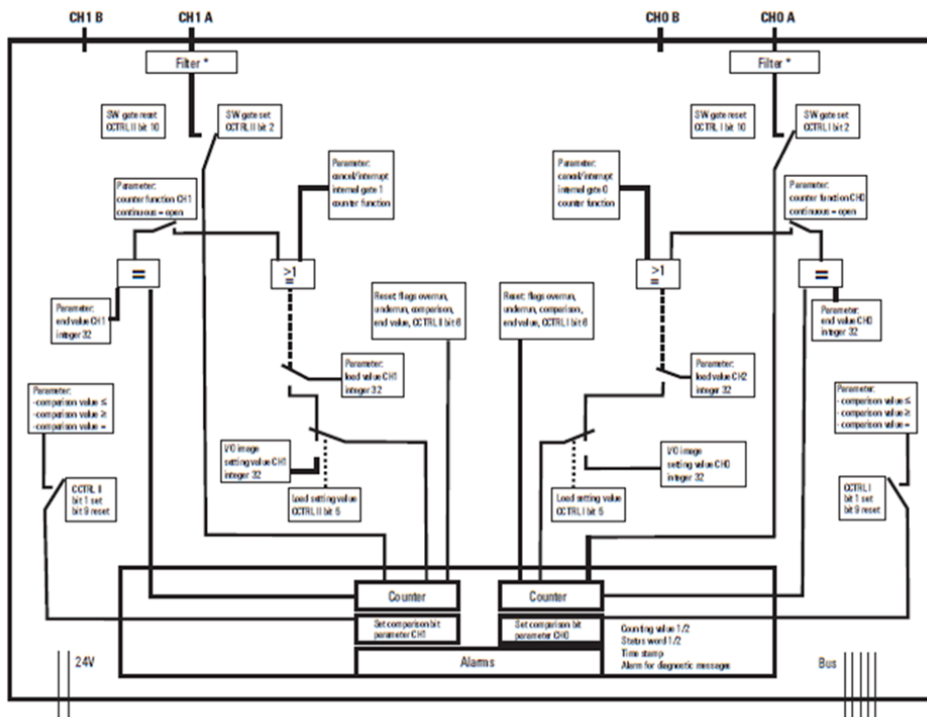 CH1 B
CH1 A
CH0 B
CH0 A
Filter *
Filter *
SW gate reset
CCTRL II bit 10
SW gate set
CCTRL II bit 2
SW gate reset
CCTRL I bit 10
SW gate set
CCTRL I bit 2
Parameter:
cancel/interrupt
internal gate 1
counter function
Parameter:
cancel/interrupt
internal gate 0
counter function
Parameter:
counter function CH1
continuous = open
Parameter:
counter function CH0
continuous = open
=
>1
=
>1
=
=
Parameter:
end value CH1
integer 32
Reset: flags overrun,
underrun, comparison,
end value, CCTRL I bit 6
Reset: flags overrun,
underrun, comparison,
end value, CCTRL I bit 6
Parameter:
end value CH0
integer 32
Parameter:
load value CH1
integer 32
Parameter:
load value CH2
integer 32
Parameter:
- comparison value ≤
- comparison value ≥
- comparison value =
Parameter:
- comparison value ≤
- comparison value ≥
- comparison value =
I/O image
setting value CH1
integer 32
I/O image
setting value CH0
integer 32
CCTRL II
bit 1 set
bit 9 reset
Load setting value
CCTRL II bit 5
Load setting value
CCTRL I bit 5
CCTRL I
bit 1 set
bit 9 reset
Counter
Counter
Set comparison bit
parameter CH1
Set comparison bit
parameter CH0
Counting value 1/2
Status word 1/2
Time stamp
Alarm for diagnostic messages
Alarms
24V
Bus